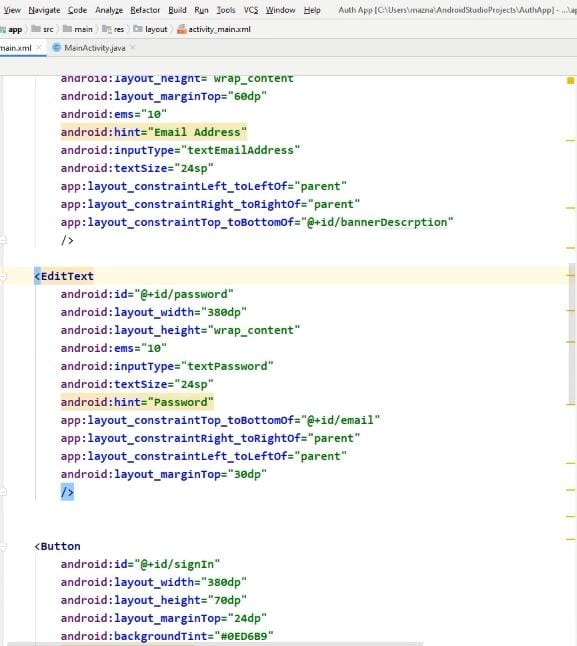 View Navigate Code Analyze Refactor Build Run Tools VCS Window Help Auth App [C:\Users\mazna\AndroidStudioProjects\AuthApp] - ...\ap
app src main res layout activity_main.xml
main.xml MainActivity.java
android:layout_height="wrap_content
android:layout_marginTop="60dp"
android:ems="10"
android:hint="Email Address"
android:inputType="textEmailAddress"
android:textSize="24sp"
app:layout_constraintLeft_toLeftOf="parent"
app:layout_constraintRight_toRightOf="parent"
app:layout_constraintTop_toBottomOf="@+id/bannerDescrption"
/>
<EditText
android:id="@+id/password"
android:layout_width="380dp"
android:layout_height="wrap_content"
android:ems="10"
android:inputType="textPassword"
android:textSize="24sp"
android:hint="Password"
app:layout_constraintTop_toBottomOf="@+id/email"
app:layout_constraintRight_toRightOf="parent"
app:layout_constraintLeft_toLeftOf="parent"
android:layout_marginTop="30dp"
/>
<Button
android:id="@+id/signIn"
android:layout_width="380dp"
android:layout_height="70dp"
android:layout_marginTop="24dp"
android:backgroundTint="#0ED6B9"